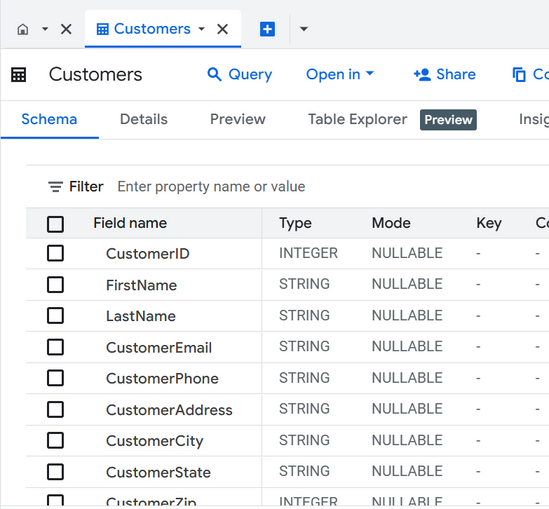 Customers
Customers Query Open in Share Co
Schema Details Preview Table Explorer Preview Insig
Filter Enter property name or value
Field name Type Mode Key Co
CustomerID INTEGER NULLABLE - -
FirstName STRING NULLABLE - -
LastName STRING NULLABLE - -
CustomerEmail STRING NULLABLE - -
CustomerPhone STRING NULLABLE - -
CustomerAddress STRING NULLABLE - -
CustomerCity STRING NULLABLE - -
CustomerState STRING NULLABLE - -
CustomerZip INTEGER NULLABLE - -